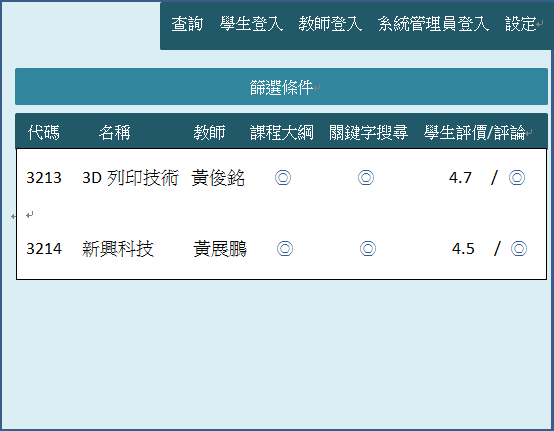 查詢 學生登入 教師登入 系統管理員登入 設定
篩選條件
代碼 名稱 教師 課程大綱 關鍵字搜尋 學生評價/評論
3213 3D 列印技術 黃俊銘 ◎ ◎ 4.7 / ◎
3214 新興科技 黃展鵬 ◎ ◎ 4.5 / ◎